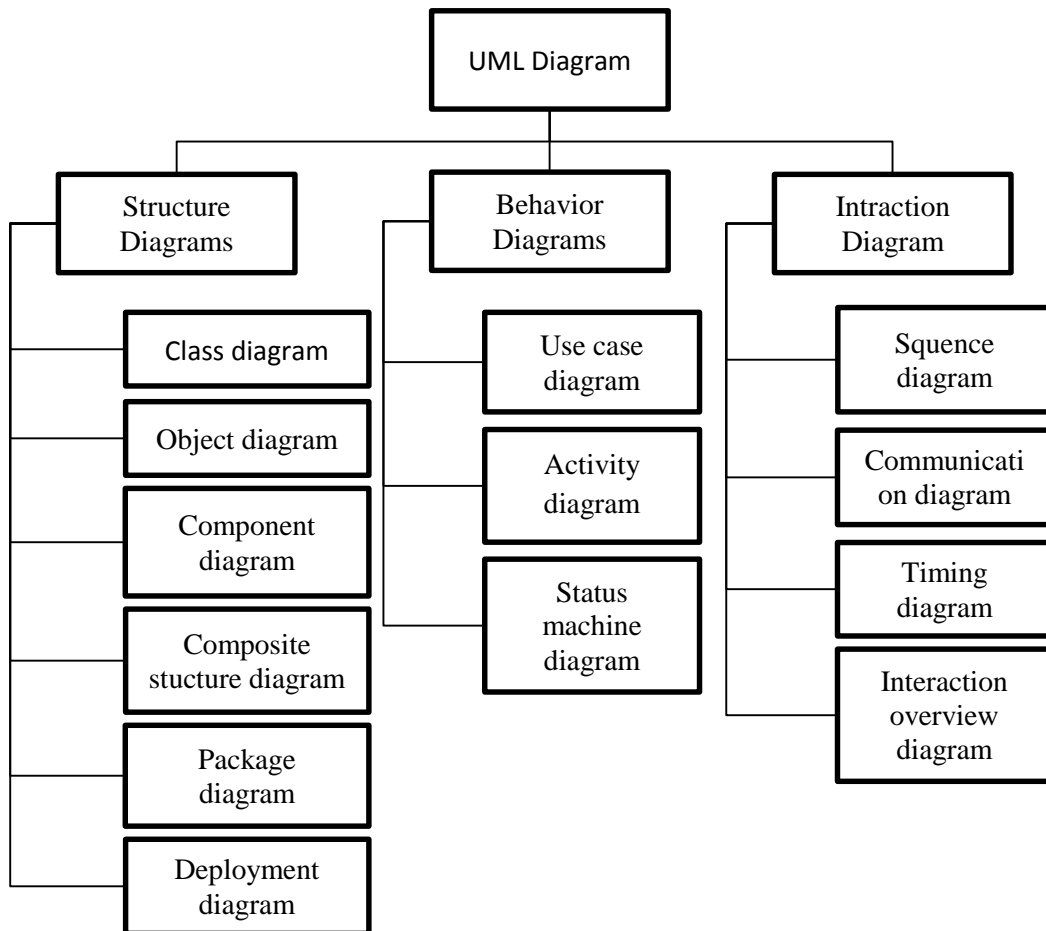 UML Diagram
Structure
Diagrams
Behavior
Diagrams
Intraction
Diagram
Class diagram
Object diagram
Component
diagram
Composite
stucture diagram
Package
diagram
Deployment
diagram
Use case
diagram
Activity
diagram
Status
machine
diagram
Squence
diagram
Communicati
on diagram
Timing
diagram
Interaction
overview
diagram